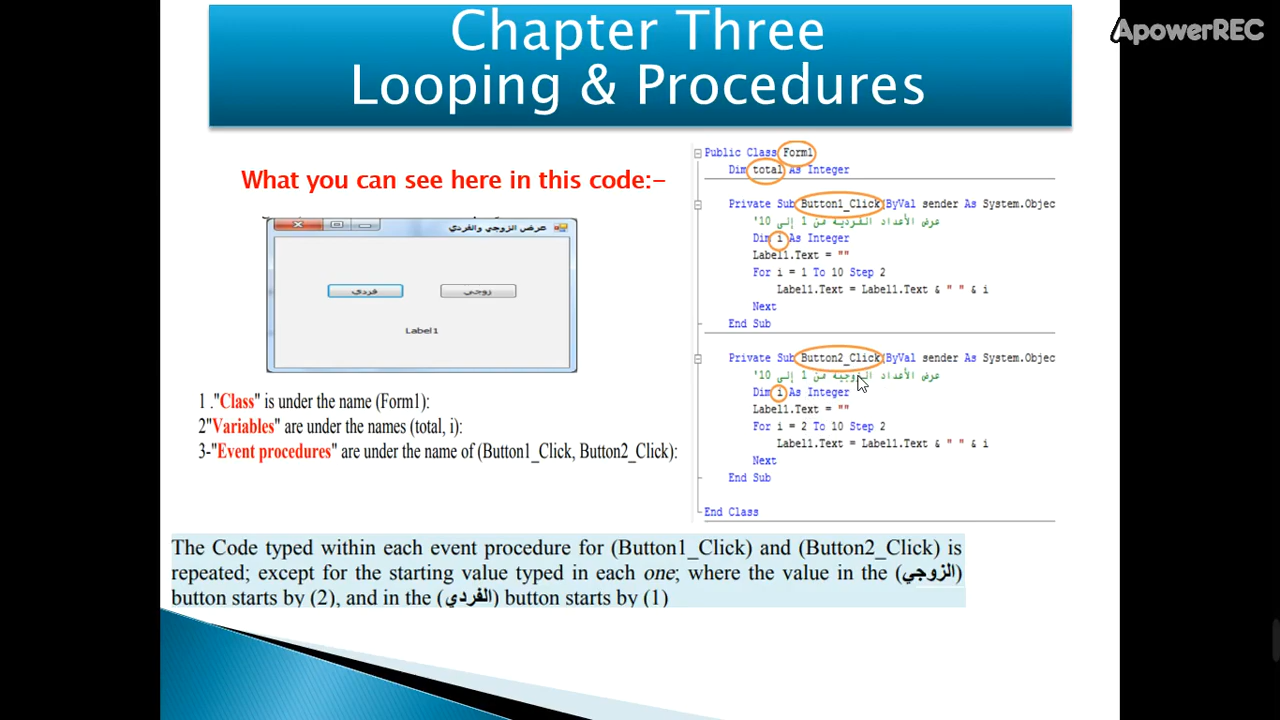 ApowerREC
Chapter Three
Looping & Procedures
What you can see here in this code:-
عرض الزوجي والفردي
فردي
زوجي
Label1
1 ."Class" is under the name (Form1):
2"Variables" are under the names (total, i):
3-"Event procedures" are under the name of (Button1_Click, Button2_Click):
Public Class Form1
Dim total As Integer
Private Sub Button1_Click(ByVal sender As System.Objec
'عرض الأعداد الفردية من 1 إلى 10
Dim i As Integer
Label1.Text = ""
For i = 1 To 10 Step 2
Label1.Text = Label1.Text & " " & i
Next
End Sub
Private Sub Button2_Click(ByVal sender As System.Objec
'عرض الأعداد الزوجية من 1 إلى 10
Dim i As Integer
Label1.Text = ""
For i = 2 To 10 Step 2
Label1.Text = Label1.Text & " " & i
Next
End Sub
End Class
The Code typed within each event procedure for (Button1_Click) and (Button2_Click) is
repeated; except for the starting value typed in each one; where the value in the (الزوجي)
button starts by (2), and in the (الفردي) button starts by (1)